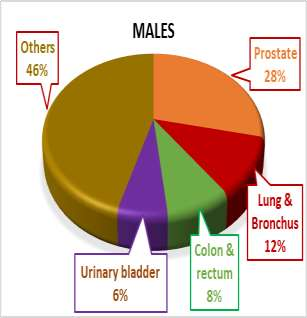 MALES
Others
46%
Prostate
28%
Lung &
Bronchus
12%
Colon &
rectum
8%
Urinary bladder
6%